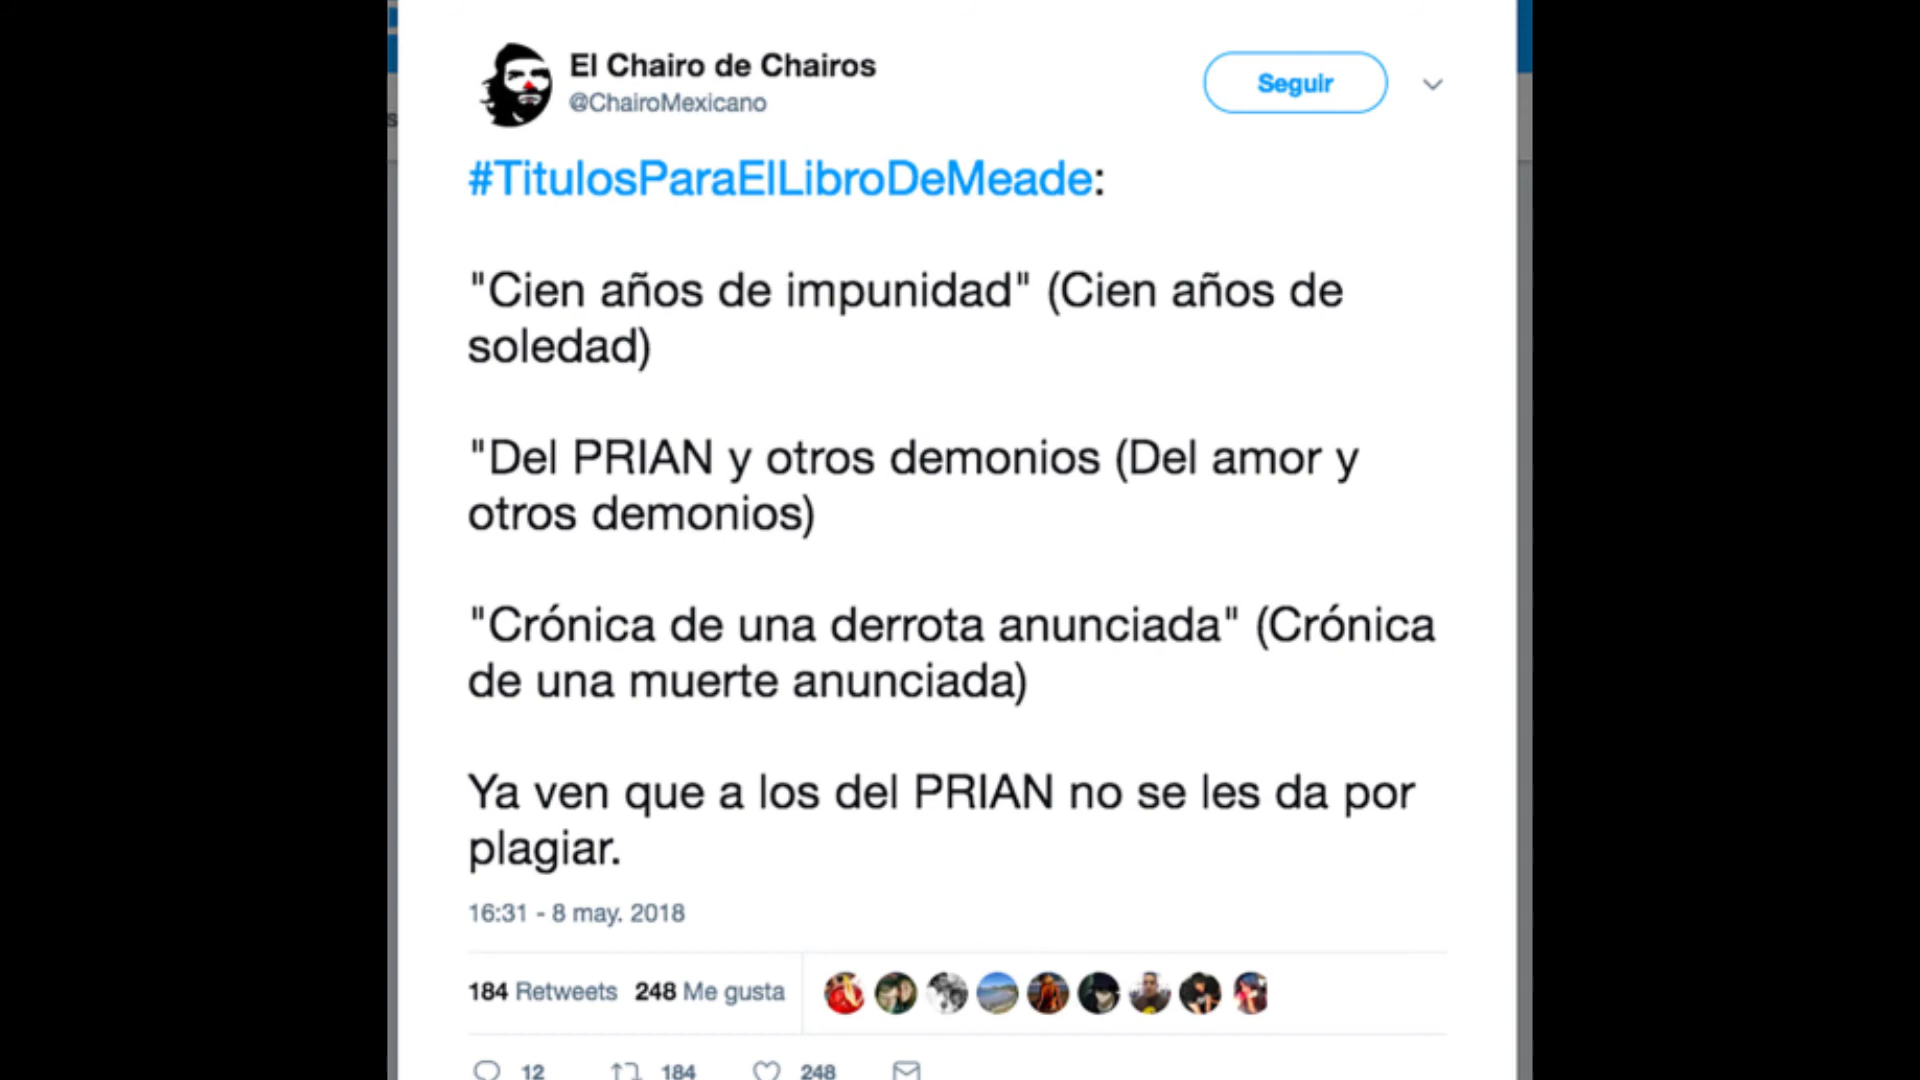 El Chairo de Chairos
@ChairoMexicano
Seguir
#TitulosParaElLibroDeMeade:
"Cien años de impunidad" (Cien años de
soledad)
"Del PRIAN y otros demonios (Del amor y
otros demonios)
"Crónica de una derrota anunciada" (Crónica
de una muerte anunciada)
Ya ven que a los del PRIAN no se les da por
plagiar.
16:31 - 8 may. 2018
184 Retweets 248 Me gusta
12 184 248